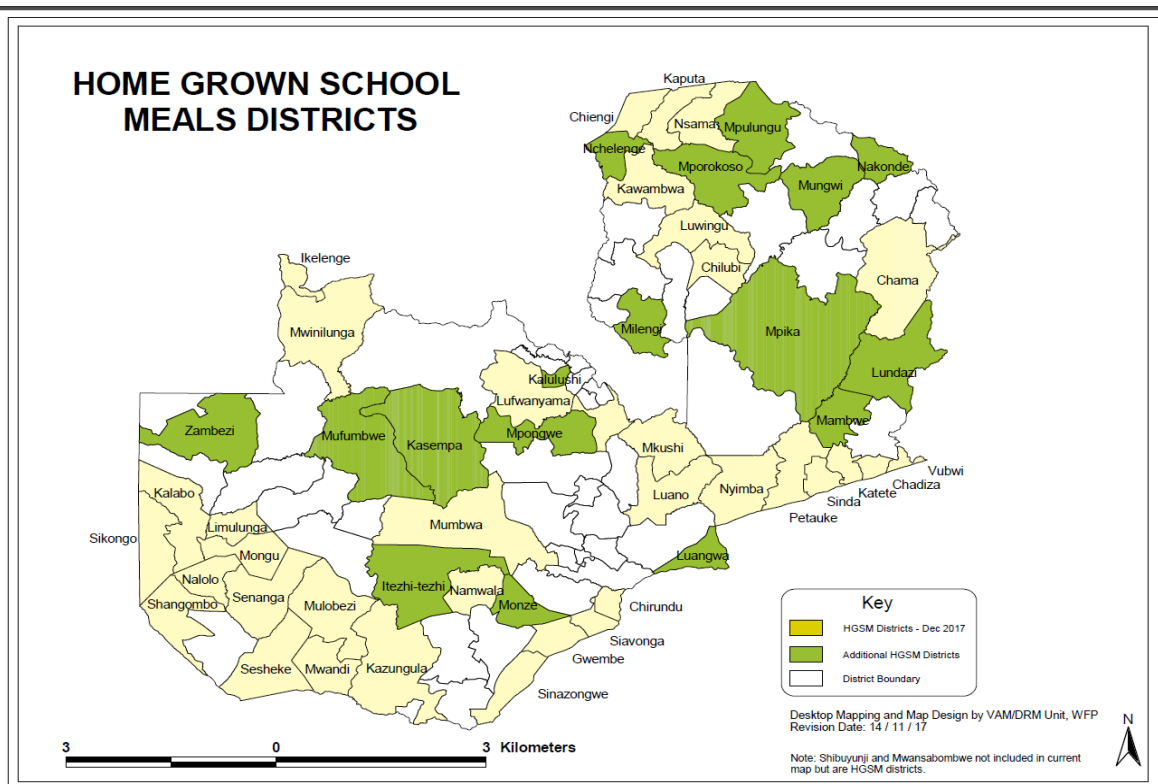 HOME GROWN SCHOOL
MEALS DISTRICTS
Kaputa
Chiengi
Nsama
Mpulungu
Nchelenge
Mporokoso
Nakonde
Mungwi
Kawambwa
Luwingu
Ikelenge
Chilubi
Chama
Mwinilunga
Milengi
Mpika
Kalulushi
Lundazi
Lufwanyama
Zambezi
Mufumbwe
Kasempa
Mpongwe
Mambwe
Mkushi
Vubwi
Chadiza
Kalabo
Luano
Nyimba
Katete
Sinda
Petauke
Limulunga
Mumbwa
Sikongo
Mongu
Luangwa
Nalolo
Itezhi-tezhi
Namwala
Senanga
Shangombo
Mulobezi
Monze
Chirundu
Siavonga
Gwembe
Sesheke
Mwandi
Kazungula
Sinazongwe
Key
HGSM Districts - Dec 2017
Additional HGSM Districts
District Boundary
Desktop Mapping and Map Design by VAM/DRM Unit, WFP
Revision Date: 14 / 11 / 17
N
3 0 3 Kilometers
Note: Shibuyunji and Mwansabombwe not included in current
map but are HGSM districts.